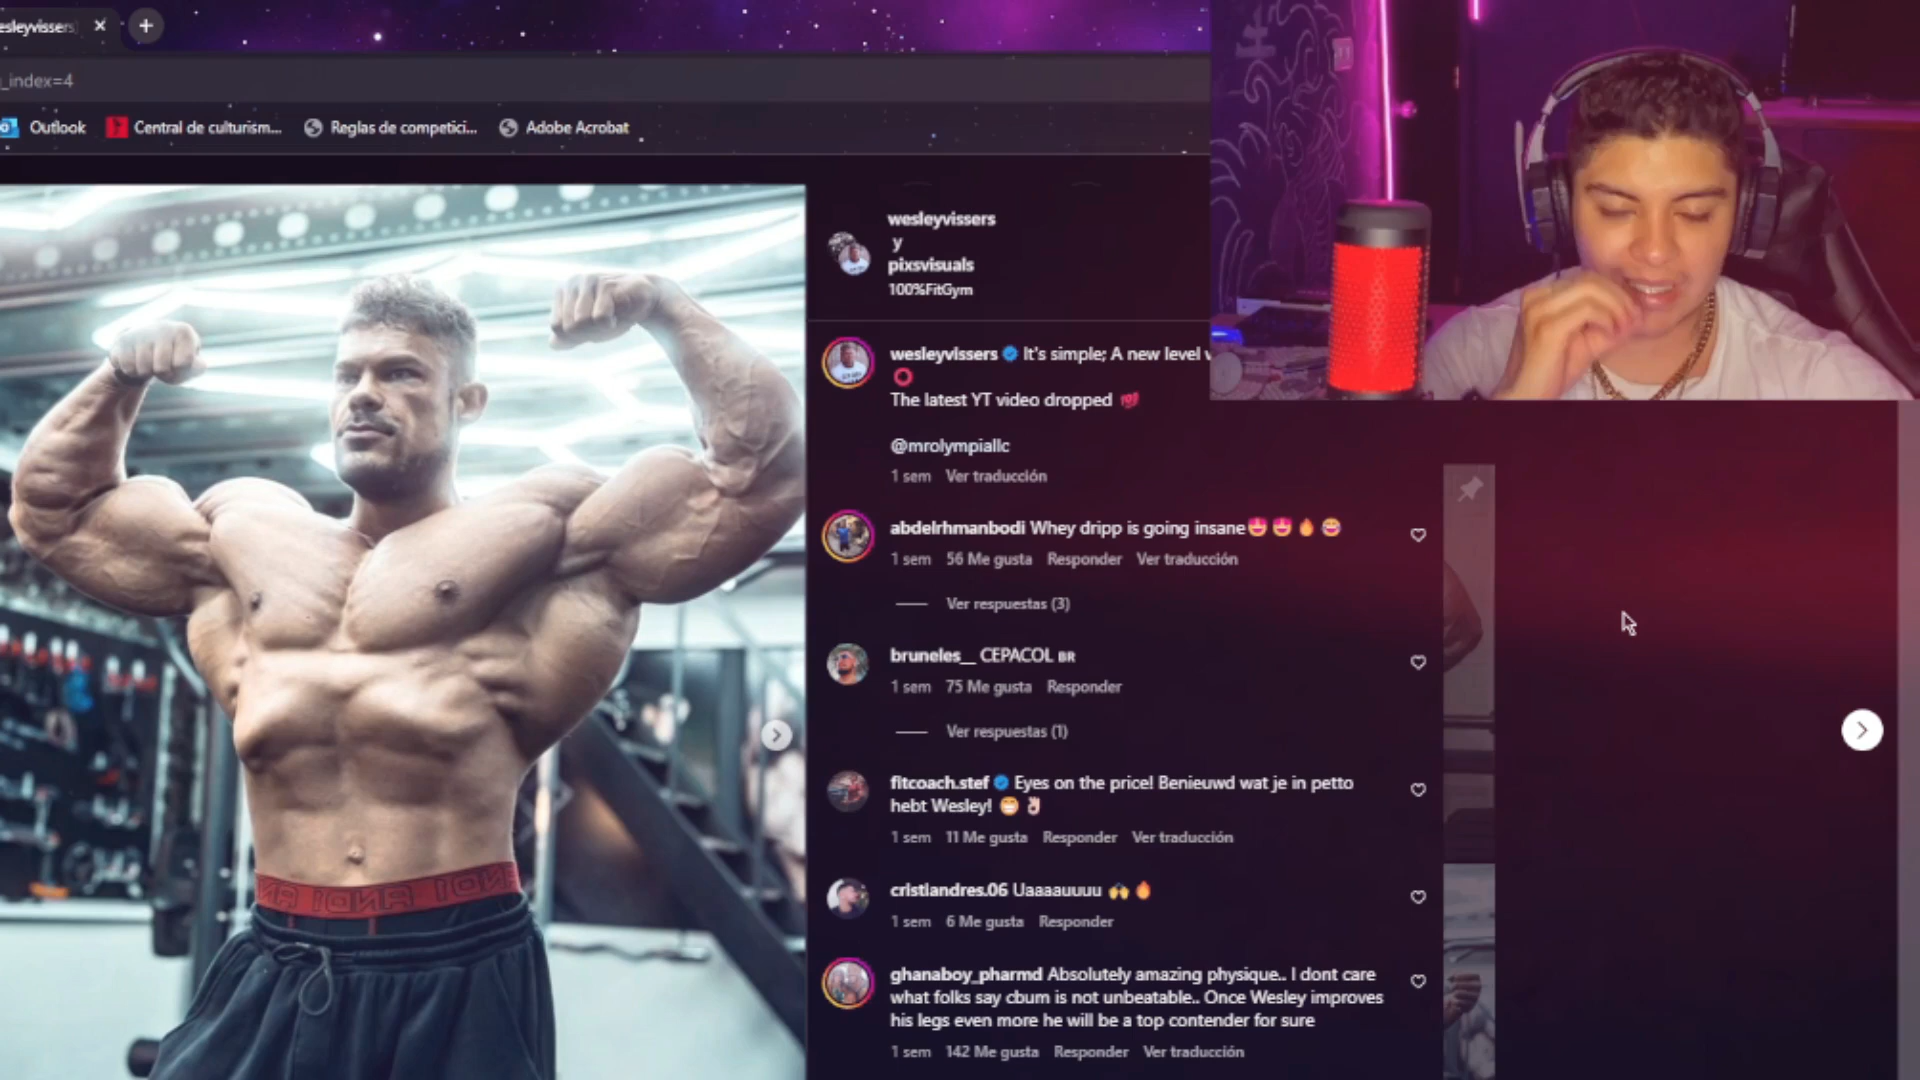 esleyvissers
_index=4
Outlook
Central de culturism...
Reglas de competici...
Adobe Acrobat
wesleyvissers
y
pixsvisuals
100%FitGym
wesleyvissers It's simple; A new level
⭕
The latest YT video dropped 💯
@mrolympiallc
1 sem Ver traducción
abdelrhmanbodi Whey dripp is going insane🤩🤩🔥😂
1 sem 56 Me gusta Responder Ver traducción
Ver respuestas (3)
bruneles__ CEPACOL BR
1 sem 75 Me gusta Responder
Ver respuestas (1)
fitcoach.stef Eyes on the price! Benieuwd wat je in petto
hebt Wesley! 😁👌
1 sem 11 Me gusta Responder Ver traducción
cristiandres.06 Uaaaauuuu 🙌🔥
1 sem 6 Me gusta Responder
ghanaboy_pharmd Absolutely amazing physique.. I dont care
what folks say cbum is not unbeatable.. Once Wesley improves
his legs even more he will be a top contender for sure
1 sem 142 Me gusta Responder Ver traducción